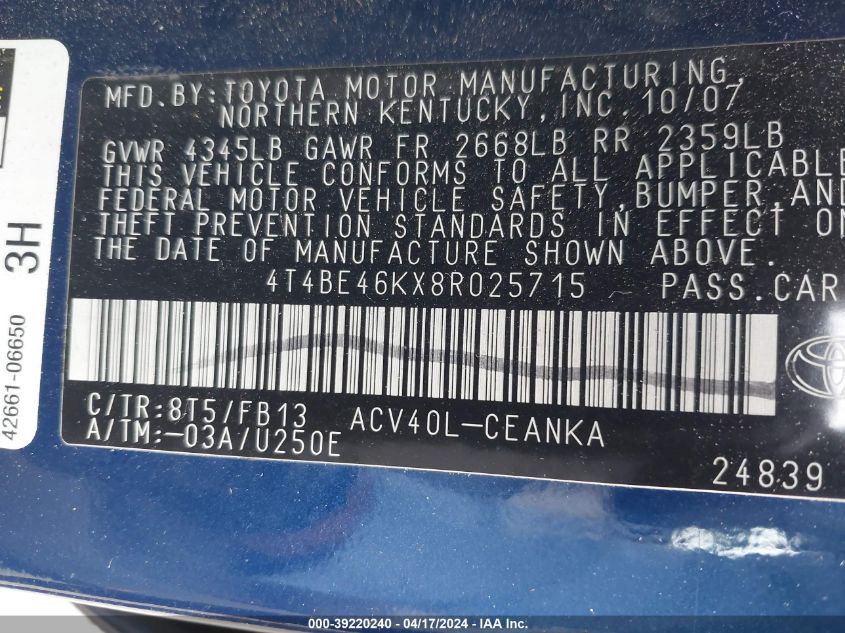 MFD.BY:TOYOTA MOTOR MANUFACTURING,
NORTHERN KENTUCKY,INC.10/07
GVWR 4345LB GAWR FR 2668LB RR 2359LB
THIS VEHICLE CONFORMS TO ALL APPLICABLE
FEDERAL MOTOR VEHICLE SAFETY,BUMPER,AND
THEFT PREVENTION STANDARDS IN EFFECT ON
THE DATE OF MANUFACTURE SHOWN ABOVE.
4T4BE46KX8R025715 PASS.CAR
C/TR:8T5/FB13 ACV40L-CEANKA
A/TM:-03A/U250E
24839
3H
42661-06650
000-39220240 - 04/17/2024 - IAA Inc.